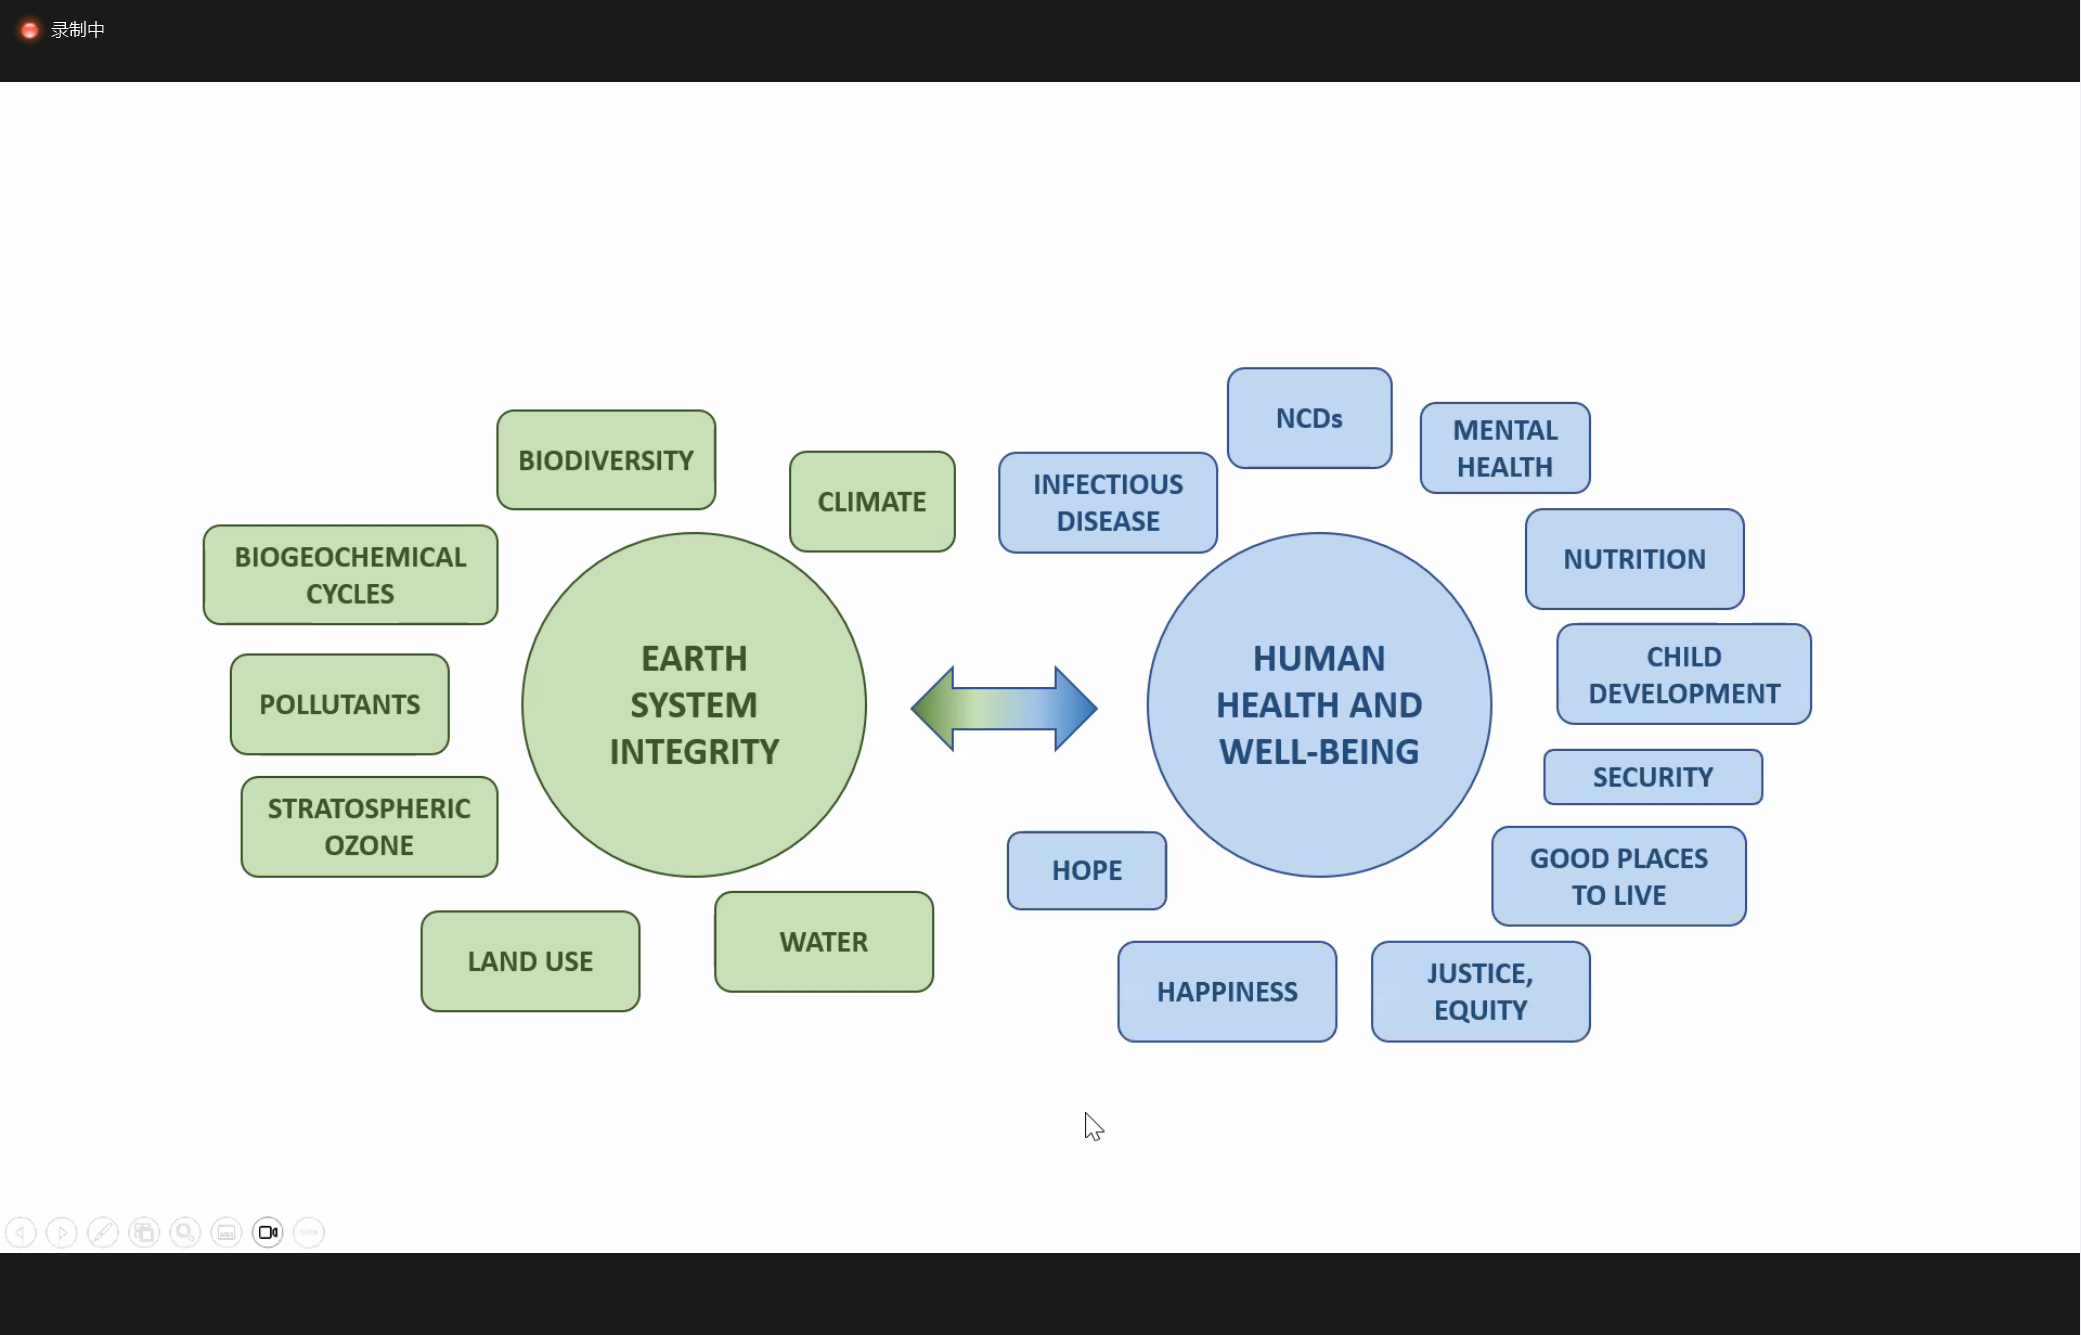 录制中
BIODIVERSITY
CLIMATE
BIOGEOCHEMICAL
CYCLES
POLLUTANTS
STRATOSPHERIC
OZONE
LAND USE
WATER
EARTH
SYSTEM
INTEGRITY
INFECTIOUS
DISEASE
NCDs
MENTAL
HEALTH
NUTRITION
CHILD
DEVELOPMENT
SECURITY
GOOD PLACES
TO LIVE
JUSTICE,
EQUITY
HAPPINESS
HOPE
HUMAN
HEALTH AND
WELL-BEING